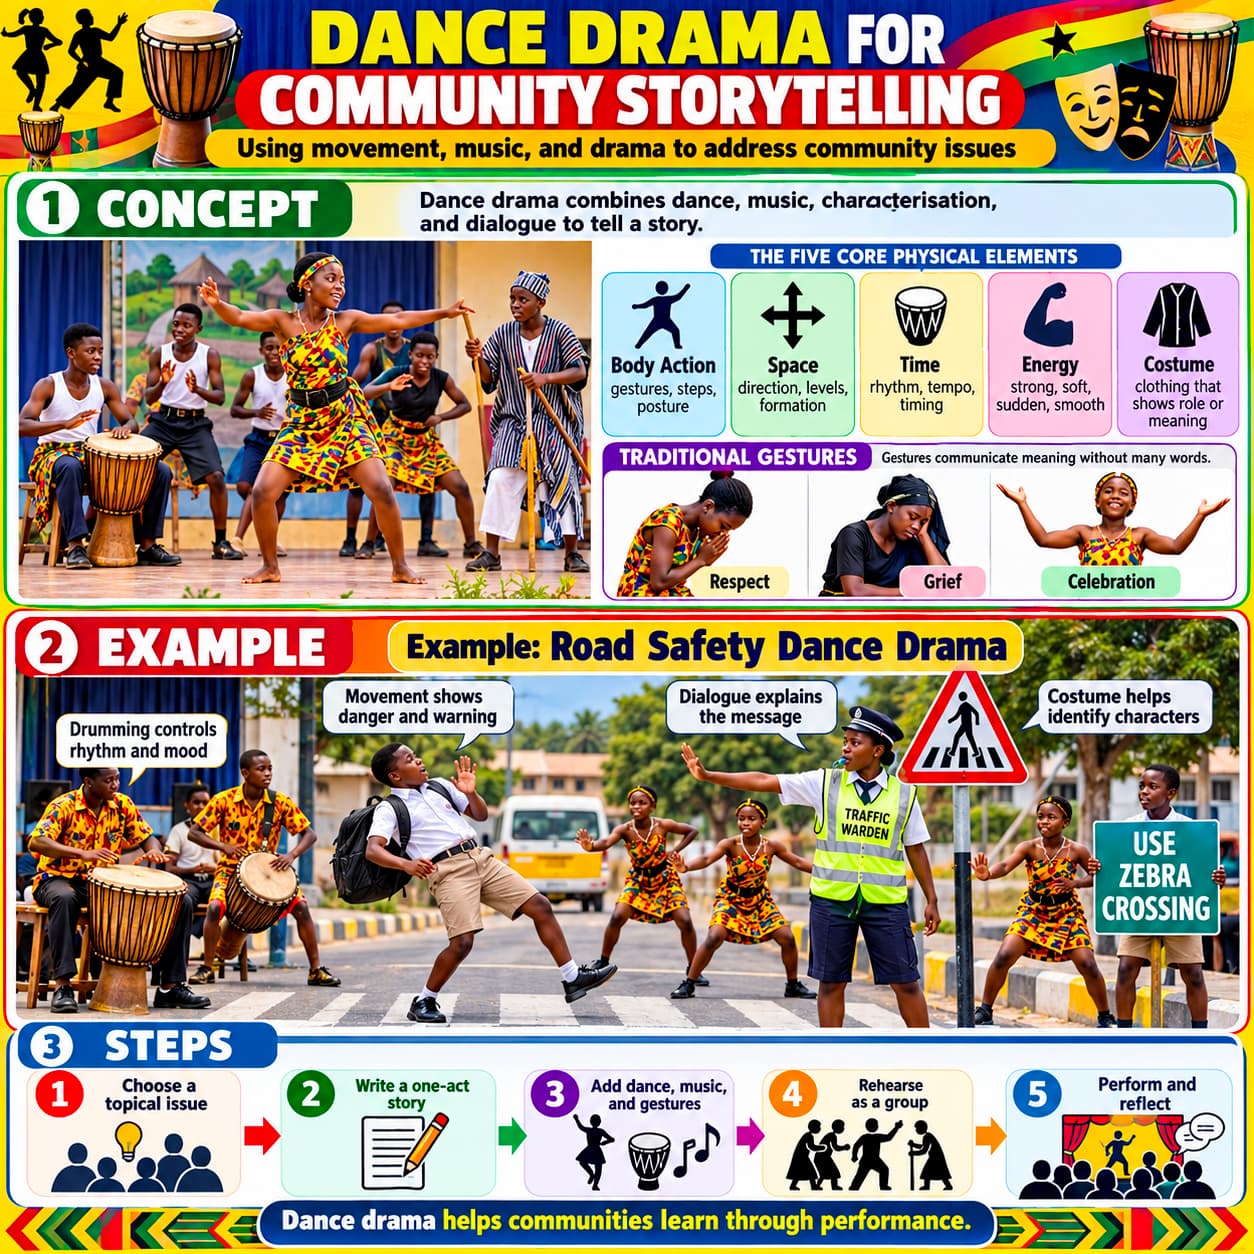 DANCE DRAMA FOR
COMMUNITY STORYTELLING
Using movement, music, and drama to address community issues
1 CONCEPT
Dance drama combines dance, music, characterisation,
and dialogue to tell a story.
THE FIVE CORE PHYSICAL ELEMENTS
Body Action
gestures, steps,
posture
Space
direction, levels,
formation
Time
rhythm, tempo,
timing
Energy
strong, soft,
sudden, smooth
Costume
clothing that
shows role or
meaning
TRADITIONAL GESTURES
Gestures communicate meaning without many words.
Respect
Grief
Celebration
2 EXAMPLE
Example: Road Safety Dance Drama
Drumming controls
rhythm and mood
Movement shows
danger and warning
Dialogue explains
the message
Costume helps
identify characters
TRAFFIC
WARDEN
USE
ZEBRA
CROSSING
3 STEPS
1 Choose a
topical issue
2 Write a one-act
story
3 Add dance, music,
and gestures
4 Rehearse
as a group
5 Perform and
reflect
Dance drama helps communities learn through performance.